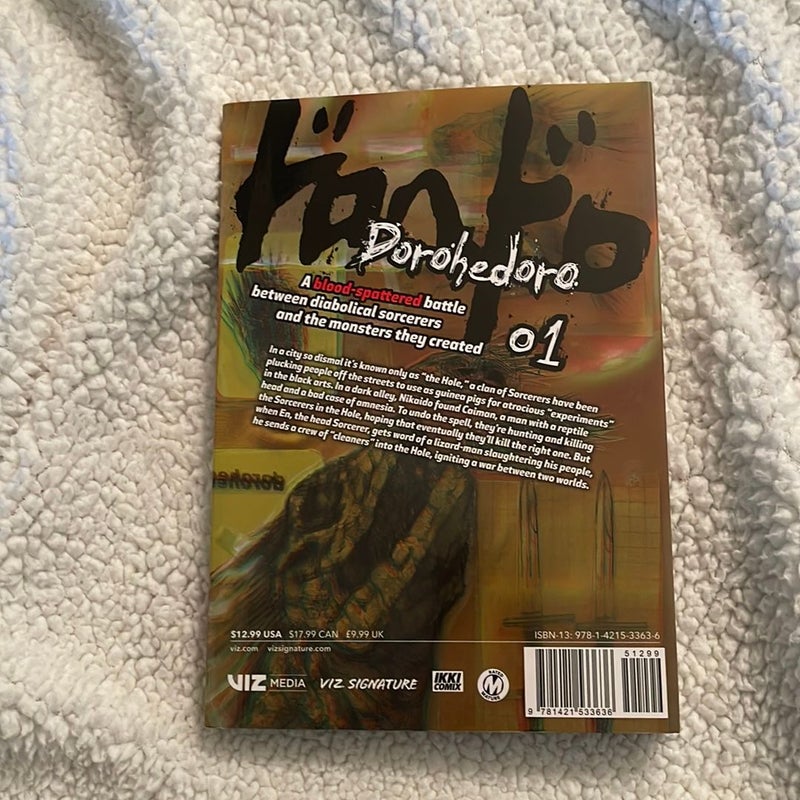 ドロヘドロ
Dorohedoro
A blood-spattered battle
between diabolical sorcerers
and the monsters they created
01
In a city so dismal it's known only as "the Hole," a clan of Sorcerers have been
plucking people off the streets to use as guinea pigs for atrocious "experiments"
in the black arts. In a dark alley, Nikaido found Caiman, a man with a reptile
head and a bad case of amnesia. To undo the spell, they're hunting and killing
the Sorcerers in the Hole, hoping that eventually they'll kill the right one. But
when En, the head Sorcerer, gets word of a lizard-man slaughtering his people,
he sends a crew of "cleaners" into the Hole, igniting a war between two worlds.
$12.99 USA $17.99 CAN £9.99 UK
viz.com vizsignature.com
ISBN-13: 978-1-4215-3363-6
51299
VIZ MEDIA
VIZ SIGNATURE
IKKI
COMIX
RATED
M
MATURE
9 781421 533636